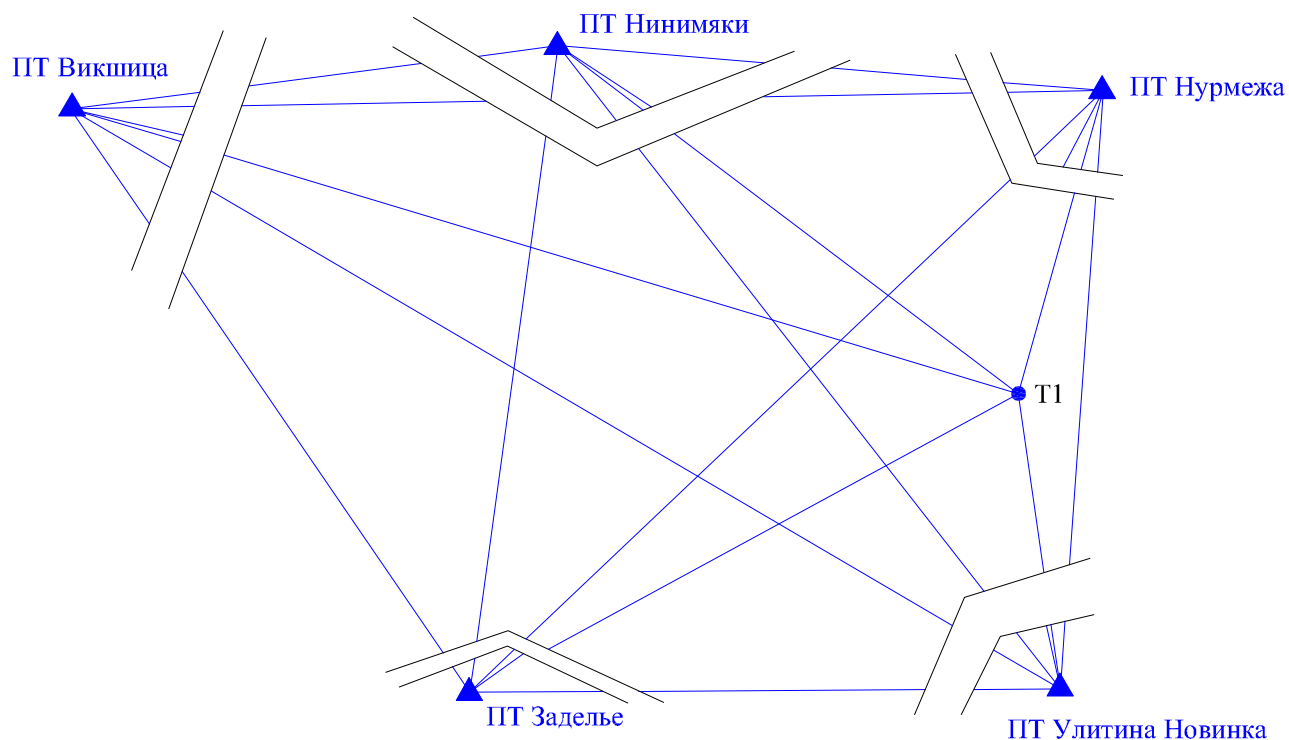 ПТ Нинимяки
ПТ Викшица
ПТ Нурмежа
Т1
ПТ Заделье
ПТ Улитина Новинка